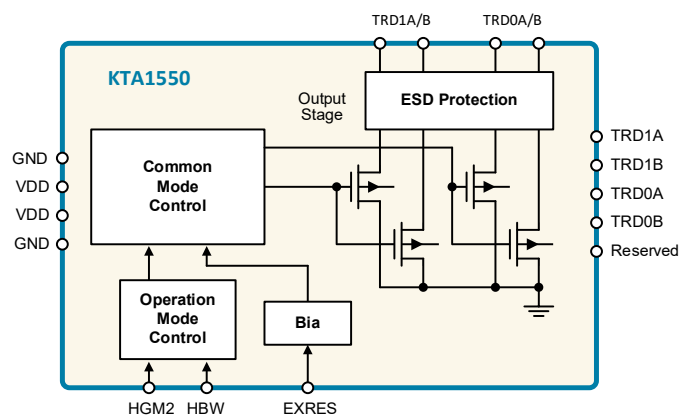 TRD1A/B
TRD0A/B
KTA1550
Output
Stage
ESD Protection
Common
Mode
Control
GND
VDD
VDD
GND
TRD1A
TRD1B
TRD0A
TRD0B
Reserved
Operation
Mode
Control
Bia
HGM2
HBW
EXRES